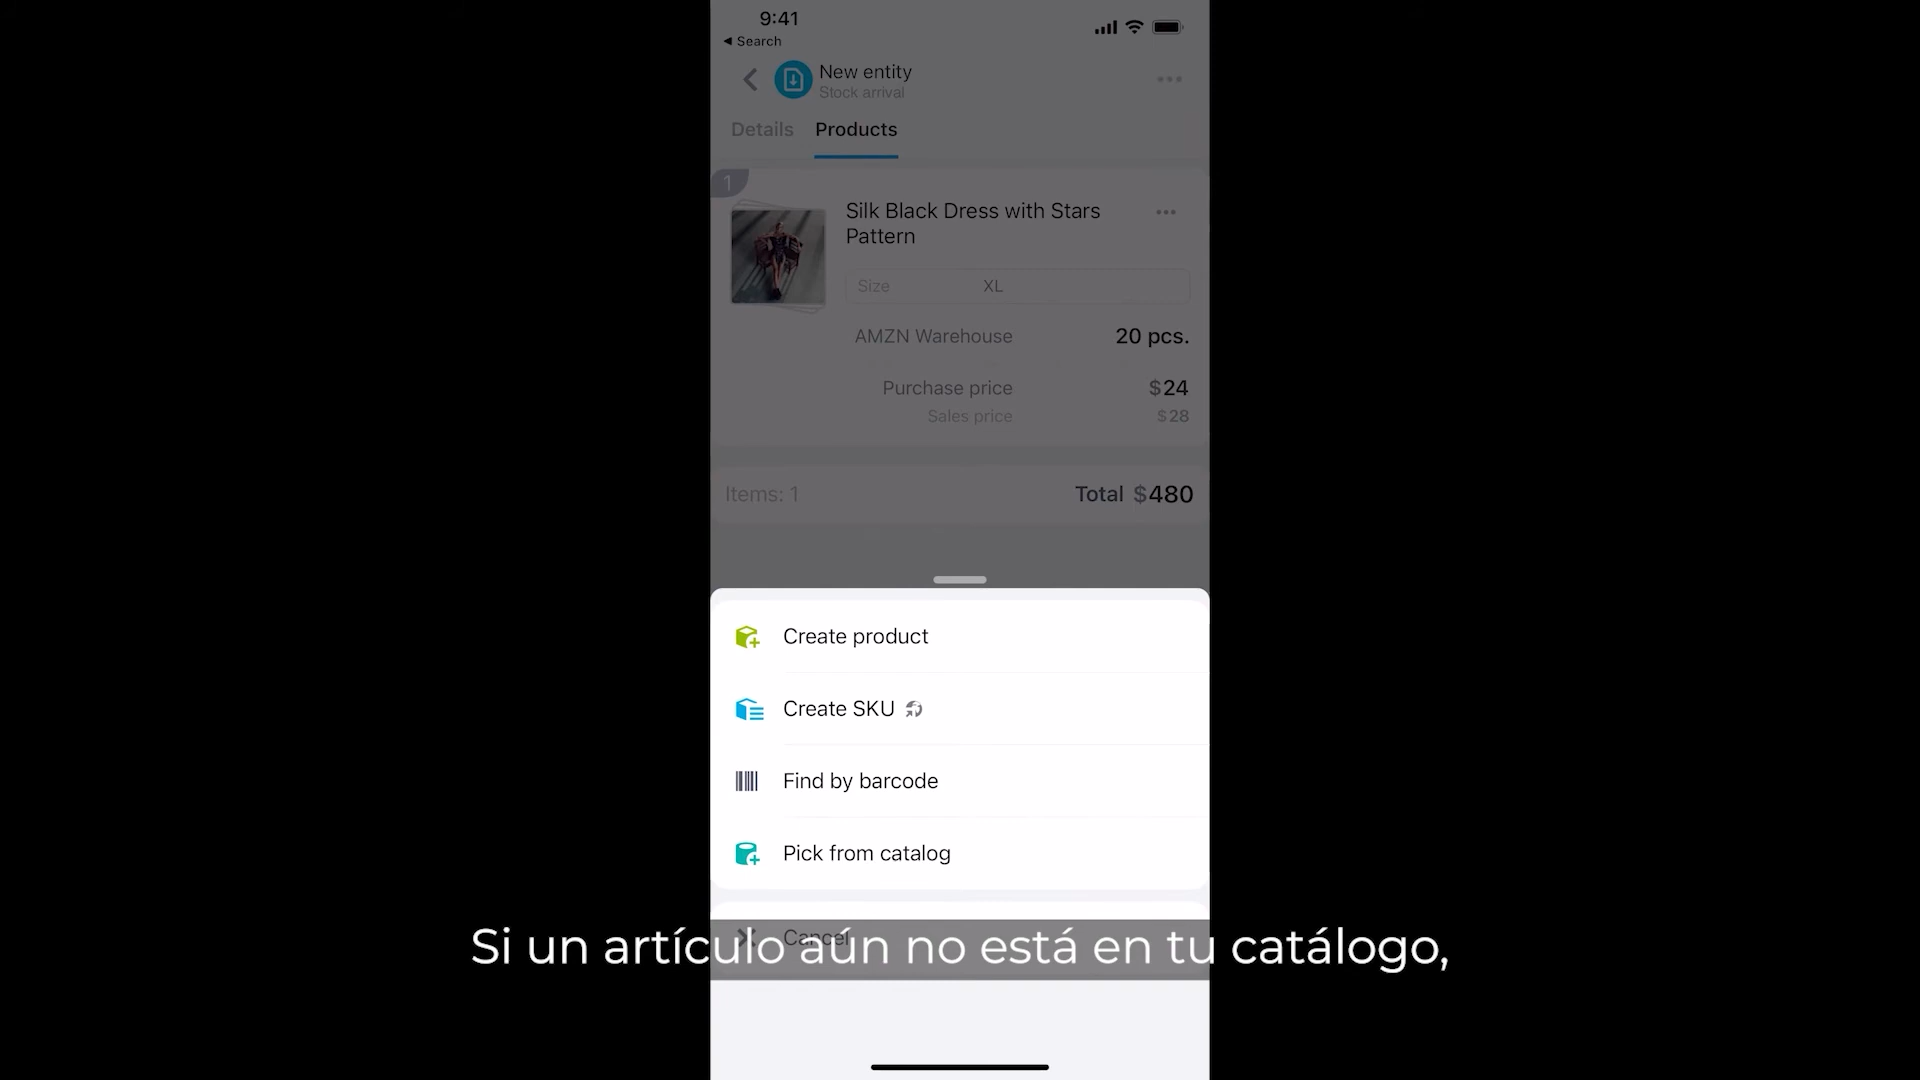 9:41
Search
New entity
Stock arrival
Details Products
1
Silk Black Dress with Stars
Pattern
Size XL
AMZN Warehouse 20 pcs.
Purchase price $24
Sales price $28
Items: 1 Total $480
Create product
Create SKU
Find by barcode
Pick from catalog
Cancel
Si un artículo aún no está en tu catálogo,